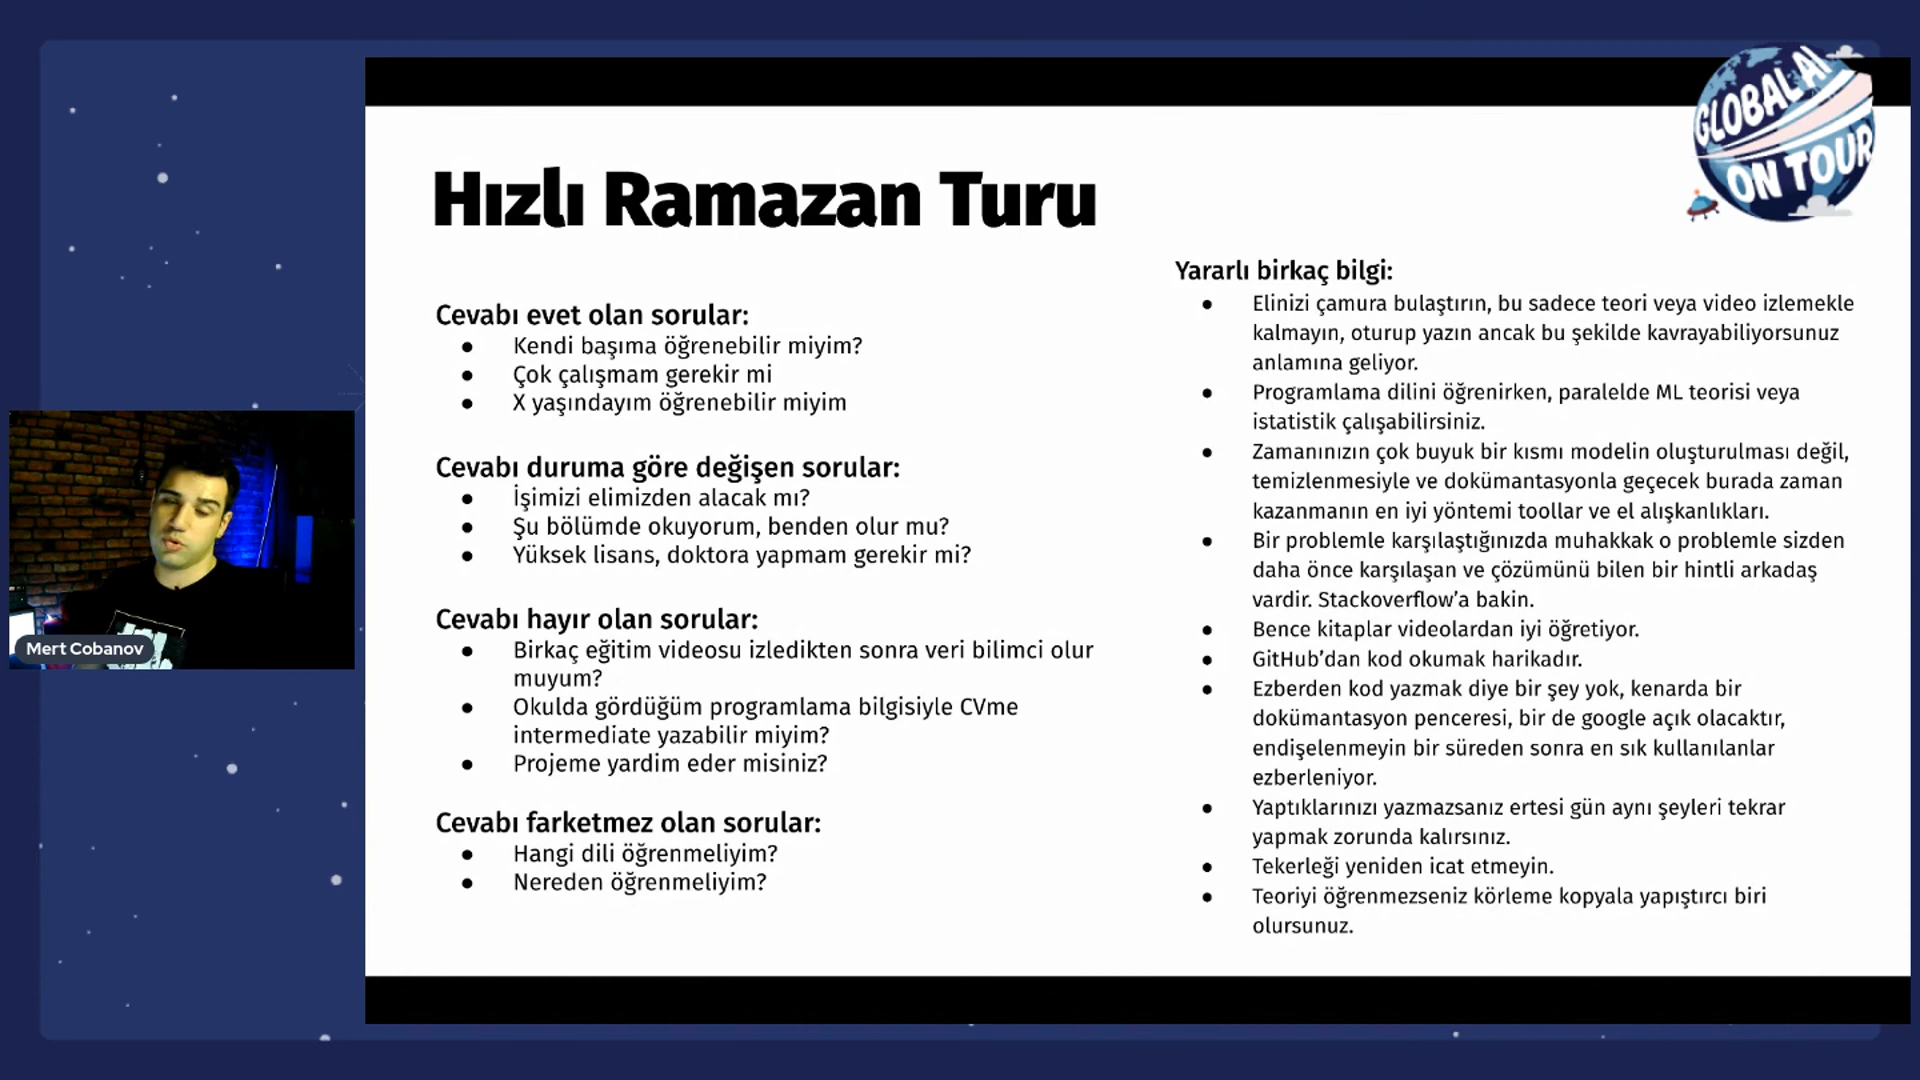 GLOBAL AI
ON TOUR
Hızlı Ramazan Turu
Cevabı evet olan sorular:
● Kendi başıma öğrenebilir miyim?
● Çok çalışmam gerekir mi
● X yaşındayım öğrenebilir miyim
Cevabı duruma göre değişen sorular:
● İşimizi elimizden alacak mı?
● Şu bölümde okuyorum, benden olur mu?
● Yüksek lisans, doktora yapmam gerekir mi?
Cevabı hayır olan sorular:
● Birkaç eğitim videosu izledikten sonra veri bilimci olur
muyum?
● Okulda gördüğüm programlama bilgisiyle CVme
intermediate yazabilir miyim?
● Projeme yardim eder misiniz?
Cevabı farketmez olan sorular:
● Hangi dili öğrenmeliyim?
● Nereden öğrenmeliyim?
Yararlı birkaç bilgi:
● Elinizi çamura bulaştırın, bu sadece teori veya video izlemekle
kalmayın, oturup yazın ancak bu şekilde kavrayabiliyorsunuz
anlamına geliyor.
● Programlama dilini öğrenirken, paralelde ML teorisi veya
istatistik çalışabilirsiniz.
● Zamanınızın çok buyuk bir kısmı modelin oluşturulması değil,
temizlenmesiyle ve dokümantasyonla geçecek burada zaman
kazanmanın en iyi yöntemi toollar ve el alışkanlıkları.
● Bir problemle karşılaştığınızda muhakkak o problemle sizden
daha önce karşılaşan ve çözümünü bilen bir hintli arkadaş
vardir. Stackoverflow’a bakin.
● Bence kitaplar videolardan iyi öğretiyor.
● GitHub’dan kod okumak harikadır.
● Ezberden kod yazmak diye bir şey yok, kenarda bir
dokümantasyon penceresi, bir de google açık olacaktır,
endişelenmeyin bir süreden sonra en sık kullanılanlar
ezberleniyor.
● Yaptıklarınızı yazmazsanız ertesi gün aynı şeyleri tekrar
yapmak zorunda kalırsınız.
● Tekerleği yeniden icat etmeyin.
● Teoriyi öğrenmezseniz körleme kopyala yapıştırcı biri
olursunuz.
Mert Cobanov